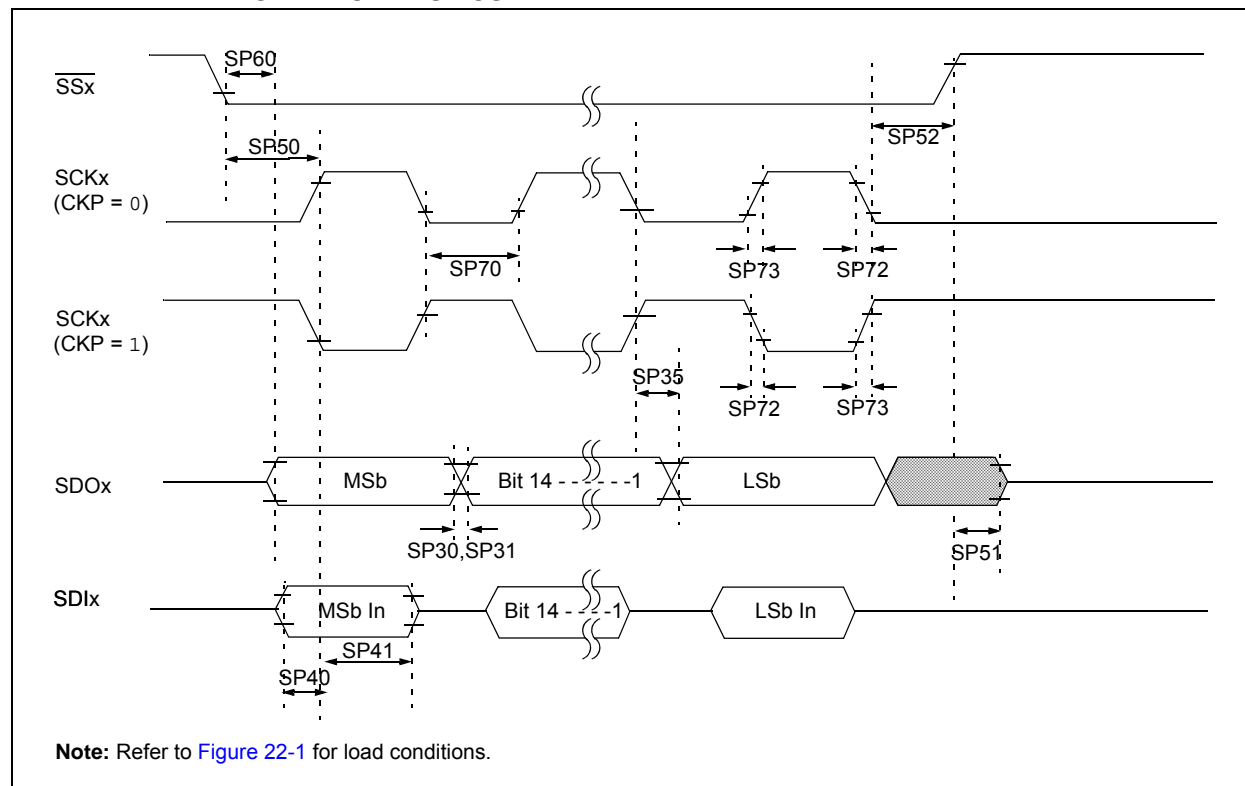 SP60
SSx
SP50
SP52
SCKx
(CKP = 0)
SP70
SP73
SP72
SCKx
(CKP = 1)
SP35
SP72
SP73
SDOx
MSb
Bit 14 - - - - - -1
LSb
SP30,SP31
SP51
SDIx
MSb In
Bit 14 - - - -1
LSb In
SP41
SP40
Note: Refer to Figure 22-1 for load conditions.